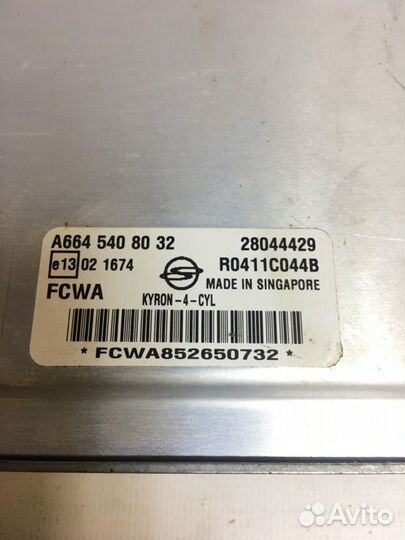 A664 540 80 32 28044429
e13 02 1674 R0411C044B
FCWA MADE IN SINGAPORE
KYRON-4-CYL
* FCWA852650732 *
Avito